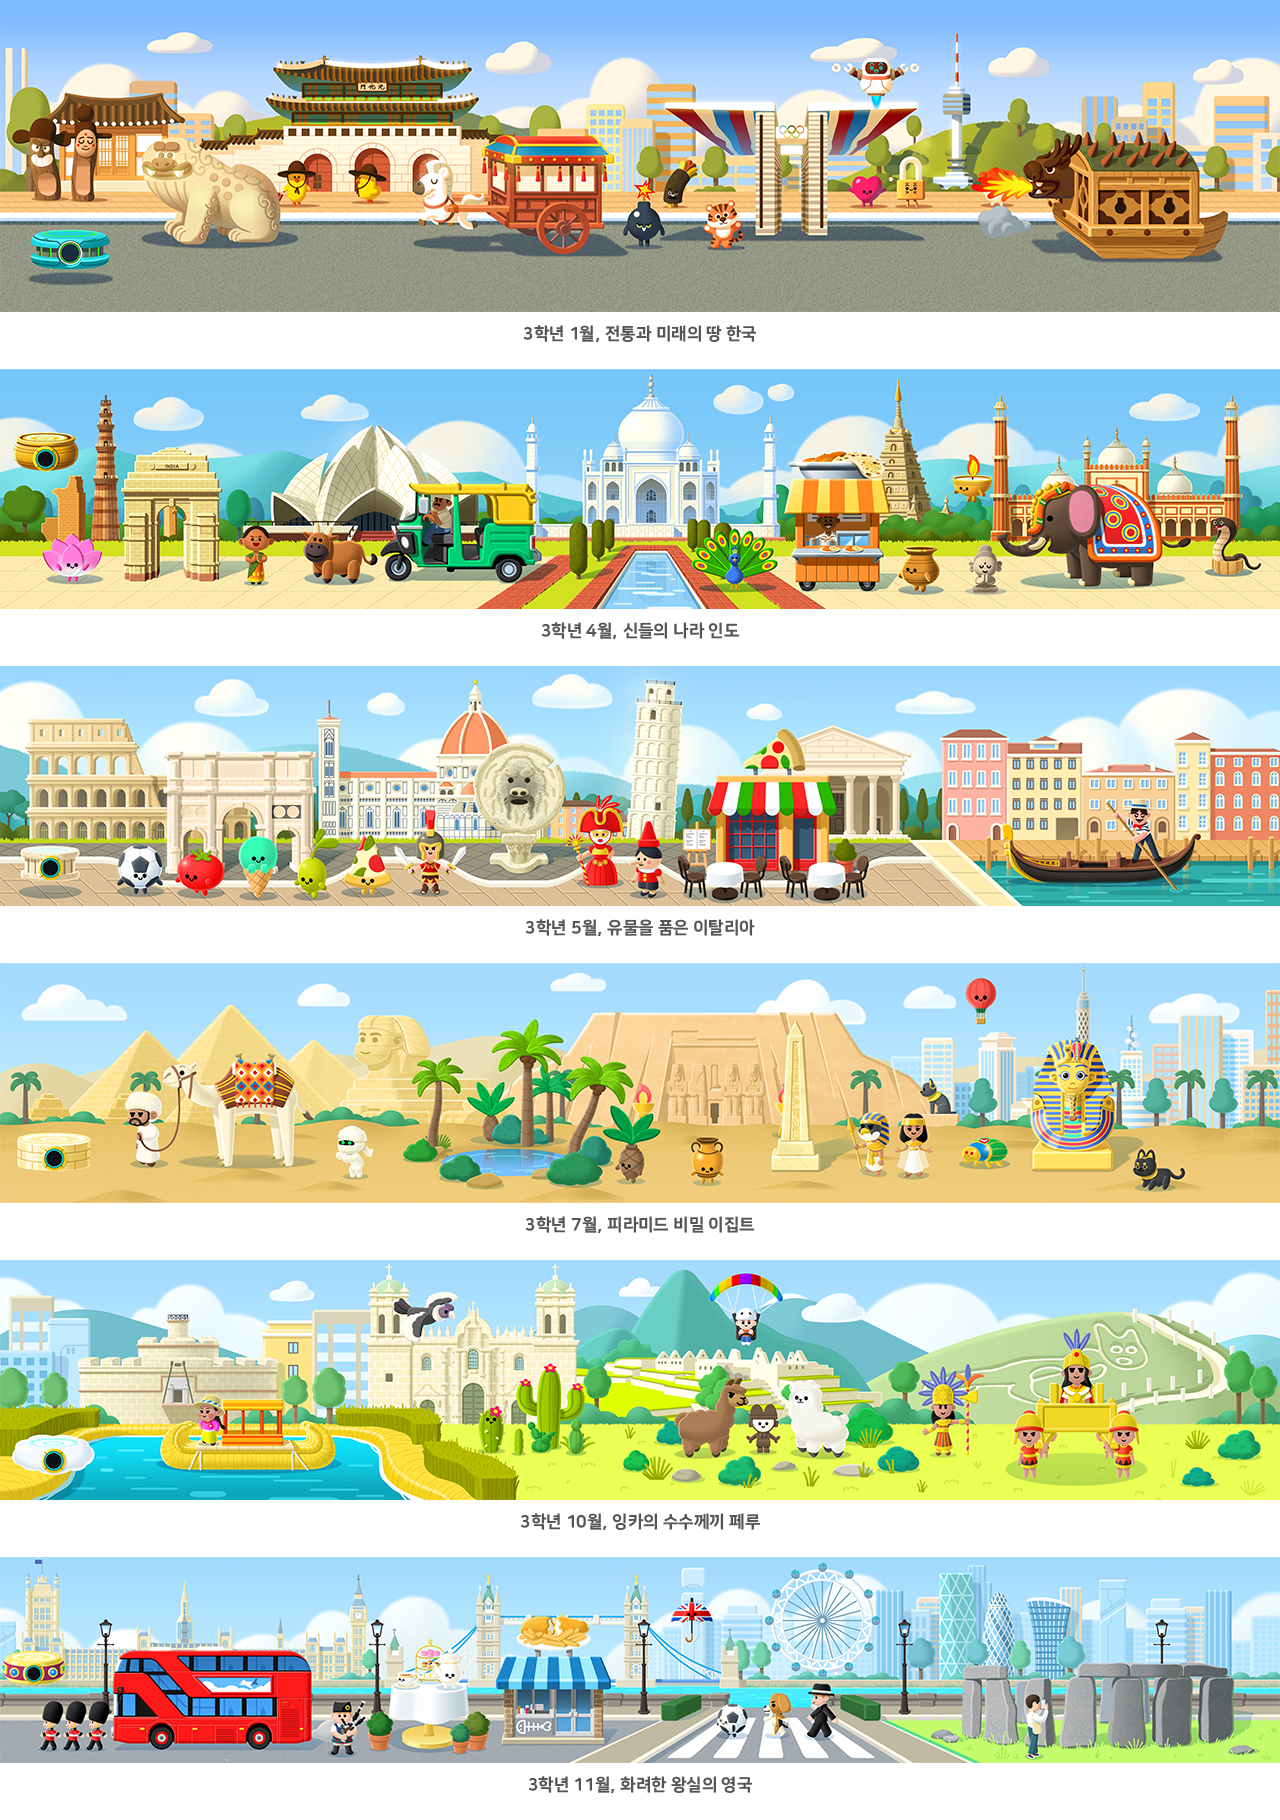 3학년 1월, 전통과 미래의 땅 한국
INDIA
3학년 4월, 신들의 나라 인도
3학년 5월, 유물을 품은 이탈리아
3학년 7월, 피라미드 비밀 이집트
3학년 10월, 잉카의 수수께끼 페루
3학년 11월, 화려한 왕실의 영국